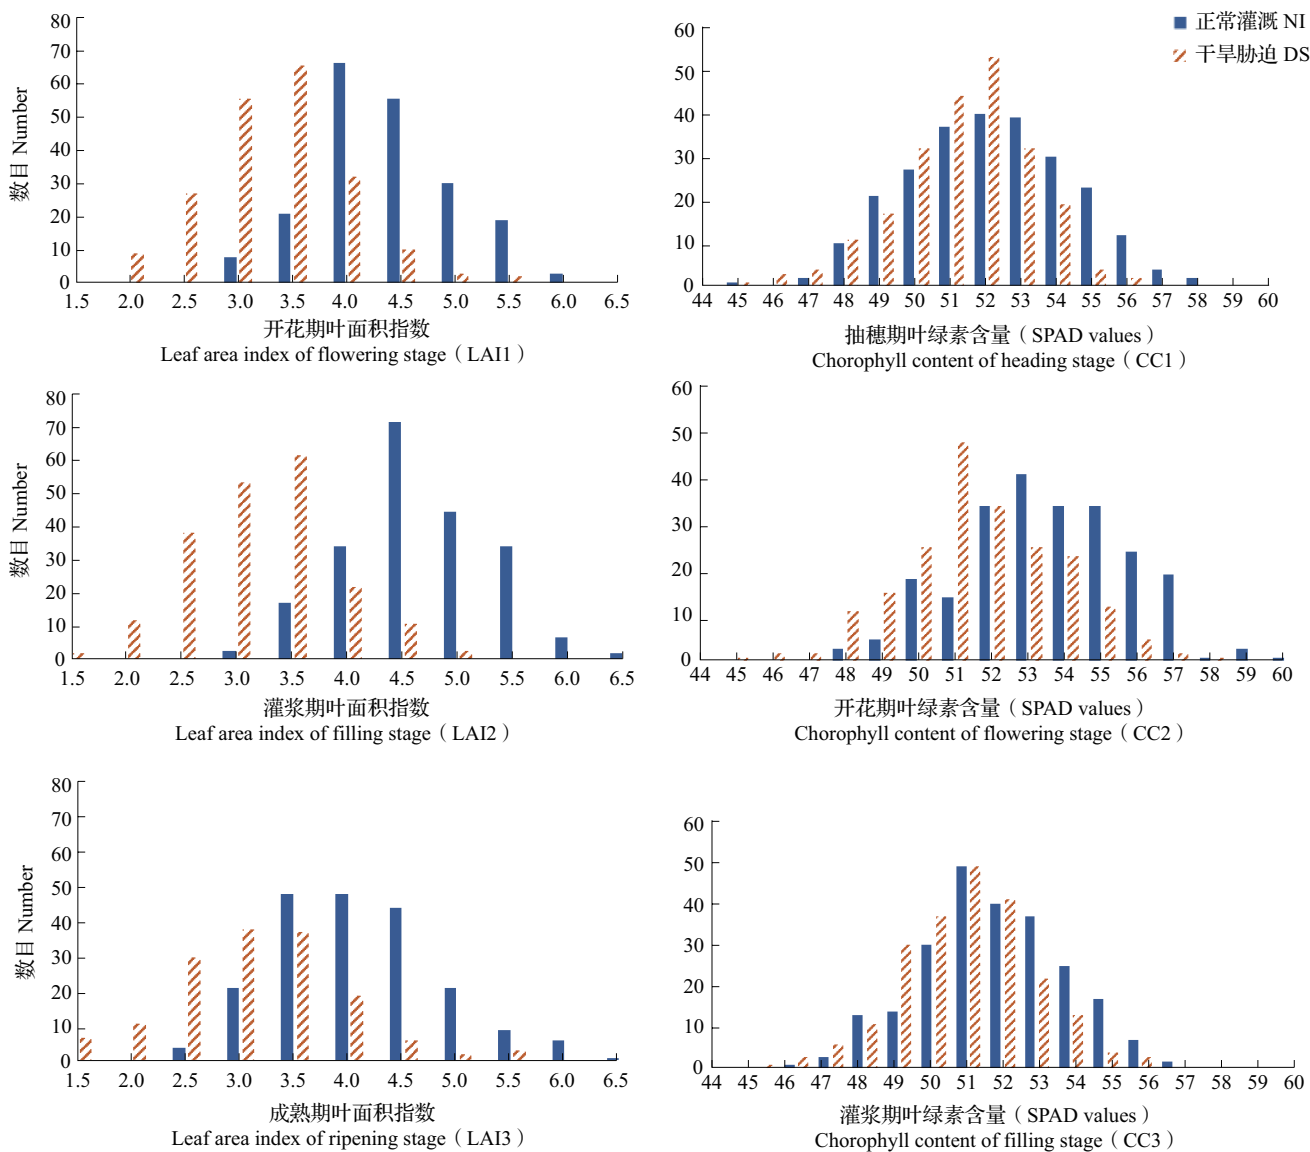 正常灌溉 NI
干旱胁迫 DS
数目 Number
80
70
60
50
40
30
20
10
0
1.5 2.0 2.5 3.0 3.5 4.0 4.5 5.0 5.5 6.0 6.5
开花期叶面积指数
Leaf area index of flowering stage（LAI1）
60
50
40
30
20
10
0
44 45 46 47 48 49 50 51 52 53 54 55 56 57 58 59 60
抽穗期叶绿素含量（SPAD values）
Chorophyll content of heading stage（CC1）
数目 Number
80
70
60
50
40
30
20
10
0
1.5 2.0 2.5 3.0 3.5 4.0 4.5 5.0 5.5 6.0 6.5
灌浆期叶面积指数
Leaf area index of filling stage（LAI2）
60
50
40
30
20
10
0
44 45 46 47 48 49 50 51 52 53 54 55 56 57 58 59 60
开花期叶绿素含量（SPAD values）
Chorophyll content of flowering stage（CC2）
数目 Number
80
70
60
50
40
30
20
10
0
1.5 2.0 2.5 3.0 3.5 4.0 4.5 5.0 5.5 6.0 6.5
成熟期叶面积指数
Leaf area index of ripening stage（LAI3）
60
50
40
30
20
10
0
44 45 46 47 48 49 50 51 52 53 54 55 56 57 58 59 60
灌浆期叶绿素含量（SPAD values）
Chorophyll content of filling stage（CC3）